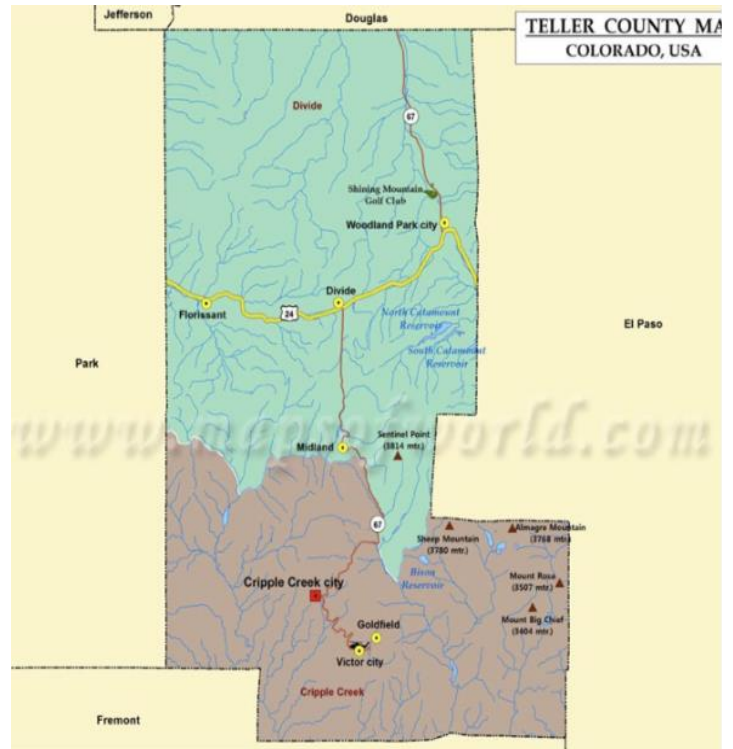 Jefferson
Douglas
TELLER COUNTY MA
COLORADO, USA
Divide
67
Shining Mountain
Golf Club
Woodland Park city
Divide
Florissant
24
North Catamount
Reservoir
South Catamount
Reservoir
El Paso
Park
www.mapsofworld.com
Sentinel Point
(3814 mtr.)
Midland
67
Sheep Mountain
(3780 mtr.)
Almagre Mountain
(3768 mtr.)
Bison
Reservoir
Mount Rosa
(3507 mtr.)
Cripple Creek city
Mount Big Chief
(3404 mtr.)
Goldfield
Victor city
Cripple Creek
Fremont